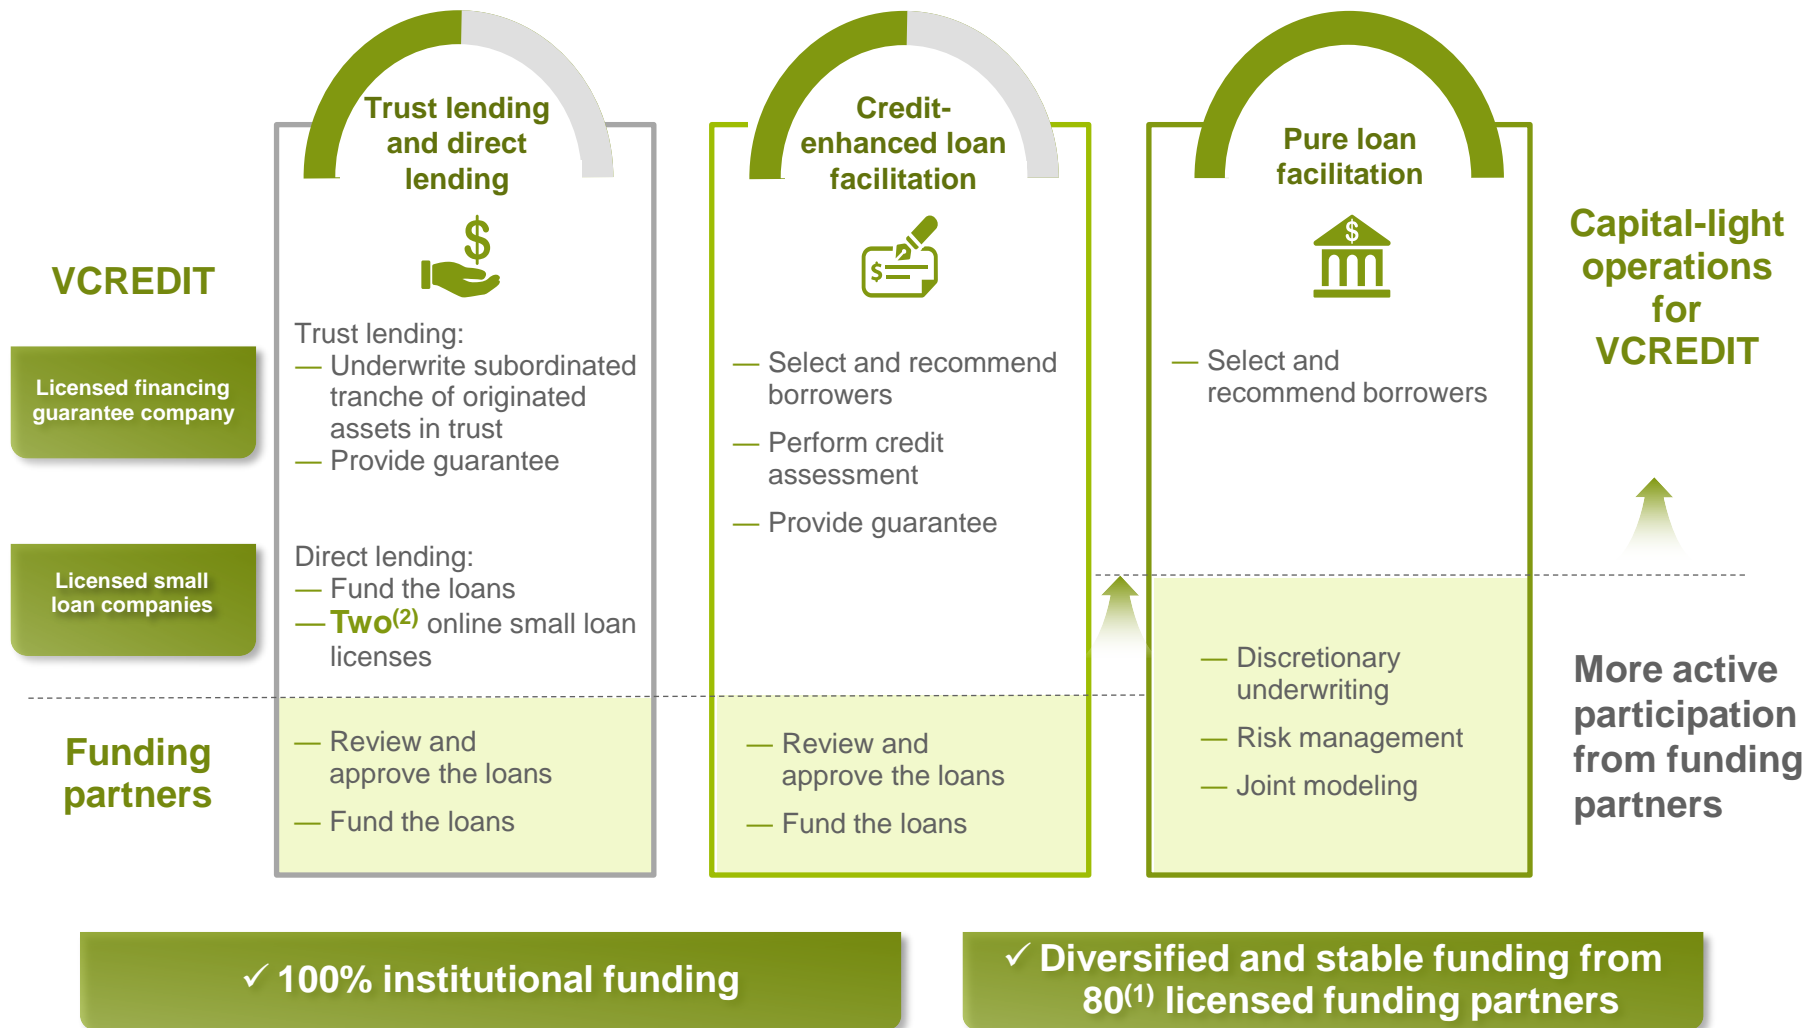 Trust lending
and direct
lending
Credit-
enhanced loan
facilitation
Pure loan
facilitation
$
$
$
VCREDIT
Licensed financing
guarantee company
Licensed small
loan companies
Trust lending:
— Underwrite subordinated
tranche of originated
assets in trust
— Provide guarantee
Direct lending:
— Fund the loans
— Two(2) online small loan
licenses
— Select and recommend
borrowers
— Perform credit
assessment
— Provide guarantee
— Select and
recommend borrowers
Capital-light
operations
for
VCREDIT
Funding
partners
— Review and
approve the loans
— Fund the loans
— Review and
approve the loans
— Fund the loans
— Discretionary
underwriting
— Risk management
— Joint modeling
More active
participation
from funding
partners
✓ 100% institutional funding
✓ Diversified and stable funding from
80(1) licensed funding partners